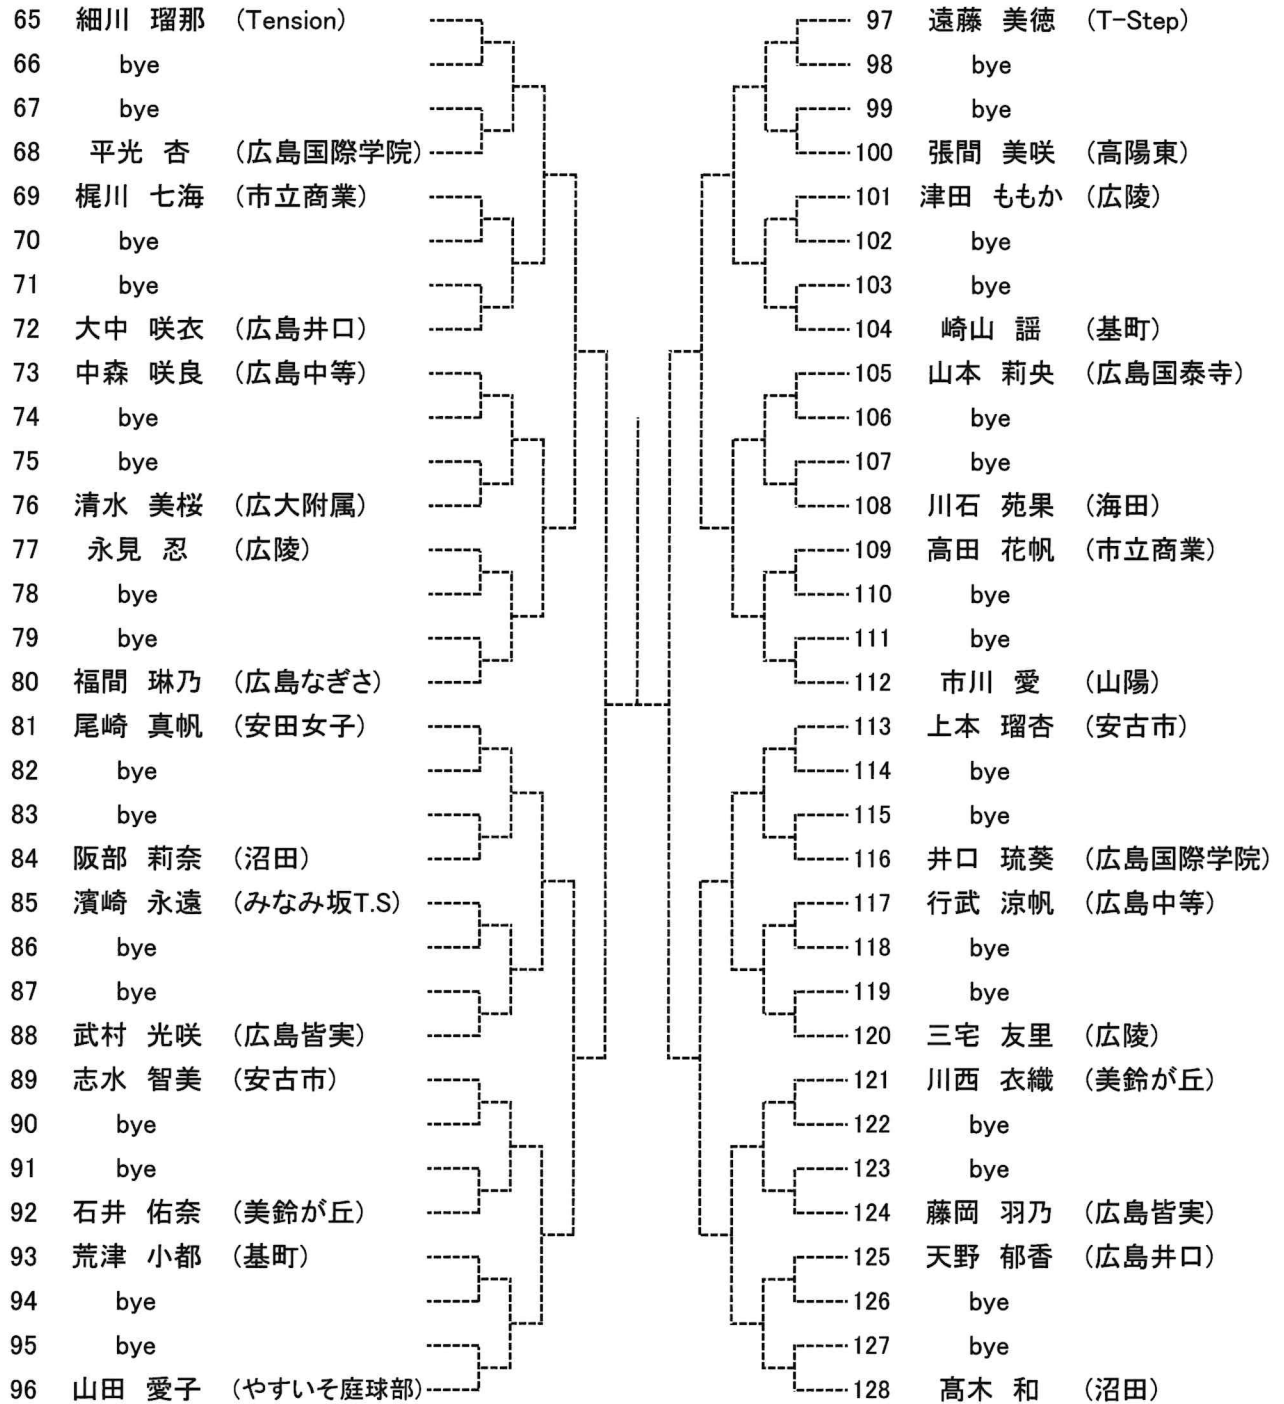 65 細川 瑠那 (Tension)
66 bye
67 bye
68 平光 杏 (広島国際学院)
69 梶川 七海 (市立商業)
70 bye
71 bye
72 大中 咲衣 (広島井口)
73 中森 咲良 (広島中等)
74 bye
75 bye
76 清水 美桜 (広大附属)
77 永見 忍 (広陵)
78 bye
79 bye
80 福間 琳乃 (広島なぎさ)
81 尾崎 真帆 (安田女子)
82 bye
83 bye
84 阪部 莉奈 (沼田)
85 濱崎 永遠 (みなみ坂T.S)
86 bye
87 bye
88 武村 光咲 (広島皆実)
89 志水 智美 (安古市)
90 bye
91 bye
92 石井 佑奈 (美鈴が丘)
93 荒津 小都 (基町)
94 bye
95 bye
96 山田 愛子 (やすいそ庭球部)
97 遠藤 美徳 (T-Step)
98 bye
99 bye
100 張間 美咲 (高陽東)
101 津田 ももか (広陵)
102 bye
103 bye
104 崎山 謡 (基町)
105 山本 莉央 (広島国泰寺)
106 bye
107 bye
108 川石 苑果 (海田)
109 高田 花帆 (市立商業)
110 bye
111 bye
112 市川 愛 (山陽)
113 上本 瑠杏 (安古市)
114 bye
115 bye
116 井口 琉葵 (広島国際学院)
117 行武 涼帆 (広島中等)
118 bye
119 bye
120 三宅 友里 (広陵)
121 川西 衣織 (美鈴が丘)
122 bye
123 bye
124 藤岡 羽乃 (広島皆実)
125 天野 郁香 (広島井口)
126 bye
127 bye
128 髙木 和 (沼田)